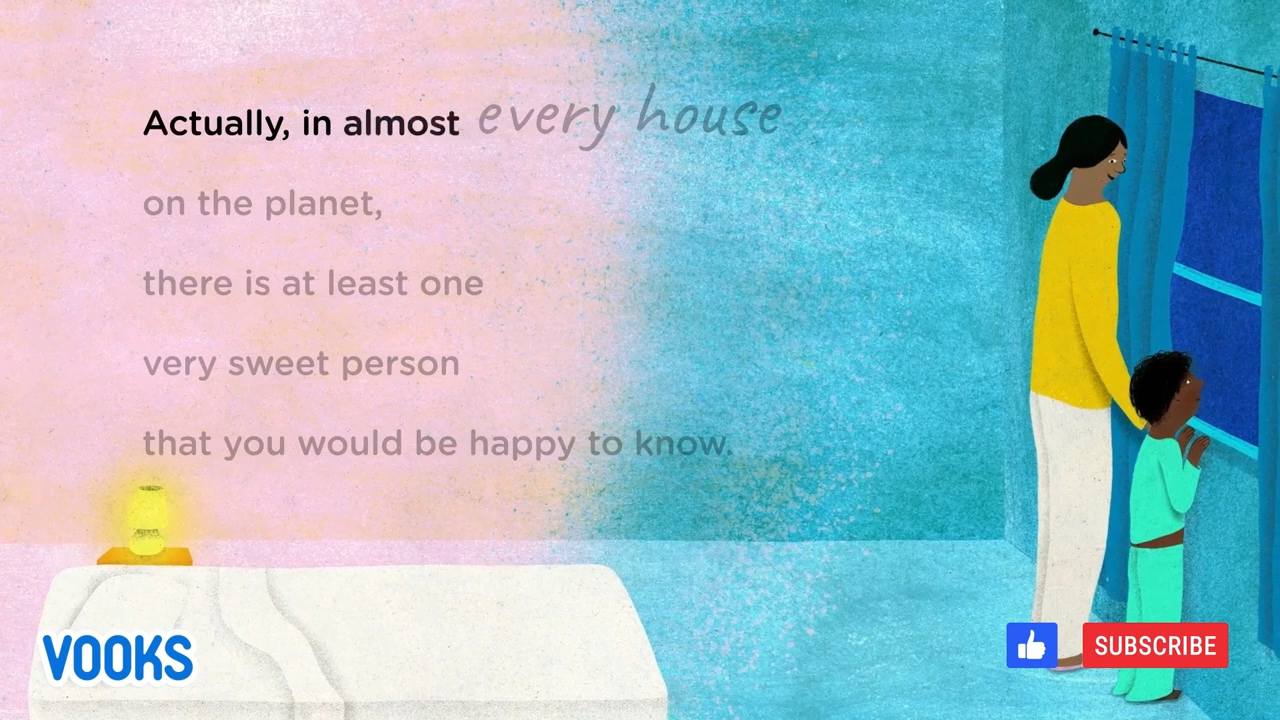 Actually, in almost every house
on the planet,
there is at least one
very sweet person
that you would be happy to know.
VOOKS
SUBSCRIBE